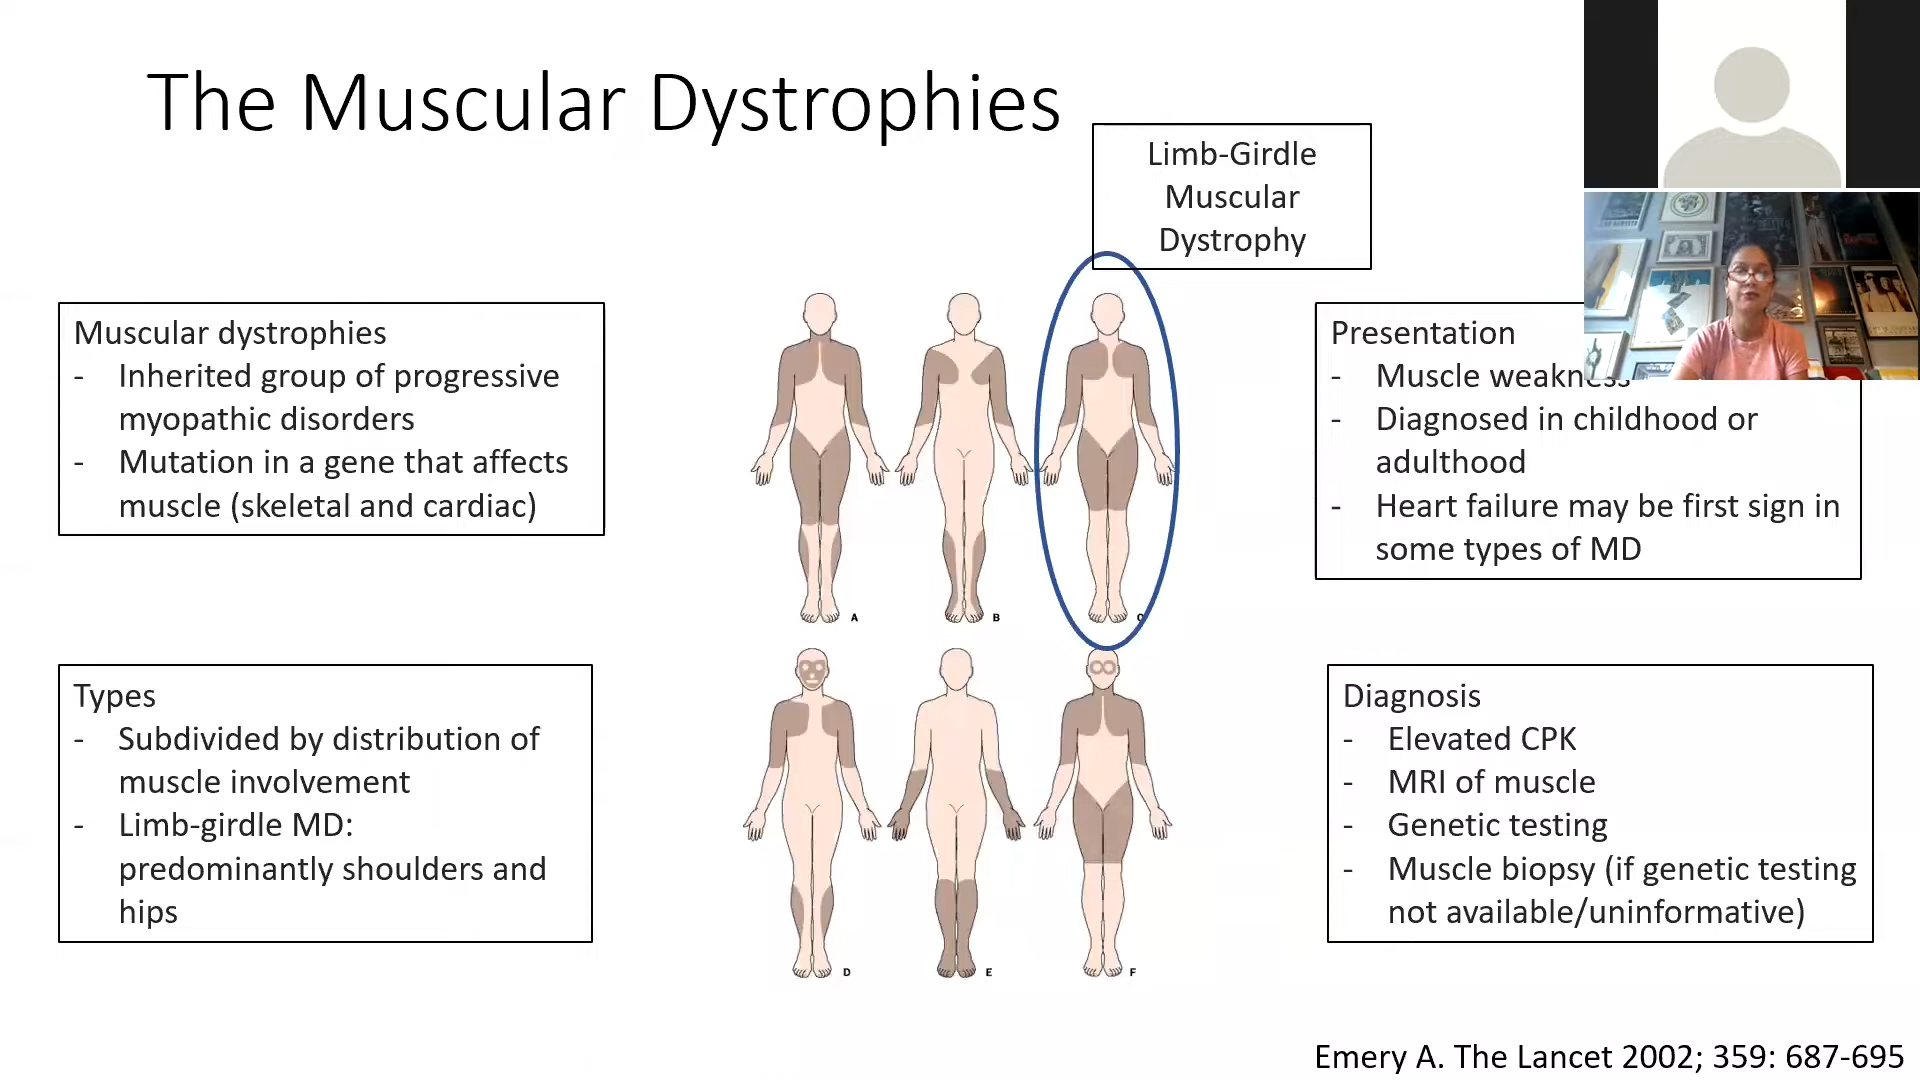 The Muscular Dystrophies
Limb-Girdle
Muscular
Dystrophy
Muscular dystrophies
- Inherited group of progressive
myopathic disorders
- Mutation in a gene that affects
muscle (skeletal and cardiac)
Types
- Subdivided by distribution of
muscle involvement
- Limb-girdle MD:
predominantly shoulders and
hips
A
B
C
D
E
F
Presentation
- Muscle weakness
- Diagnosed in childhood or
adulthood
- Heart failure may be first sign in
some types of MD
Diagnosis
- Elevated CPK
- MRI of muscle
- Genetic testing
- Muscle biopsy (if genetic testing
not available/uninformative)
Emery A. The Lancet 2002; 359: 687-695